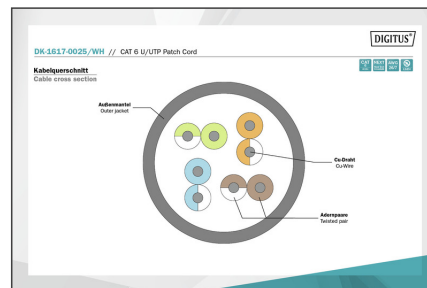 DIGITUS®
DK-1617-0025/WH // CAT 6 U/UTP Patch Cord
Kabelquerschnitt
Cable cross section
Außenmantel
Outer jacket
Cu-Draht
Cu-Wire
Adernpaare
Twisted pair